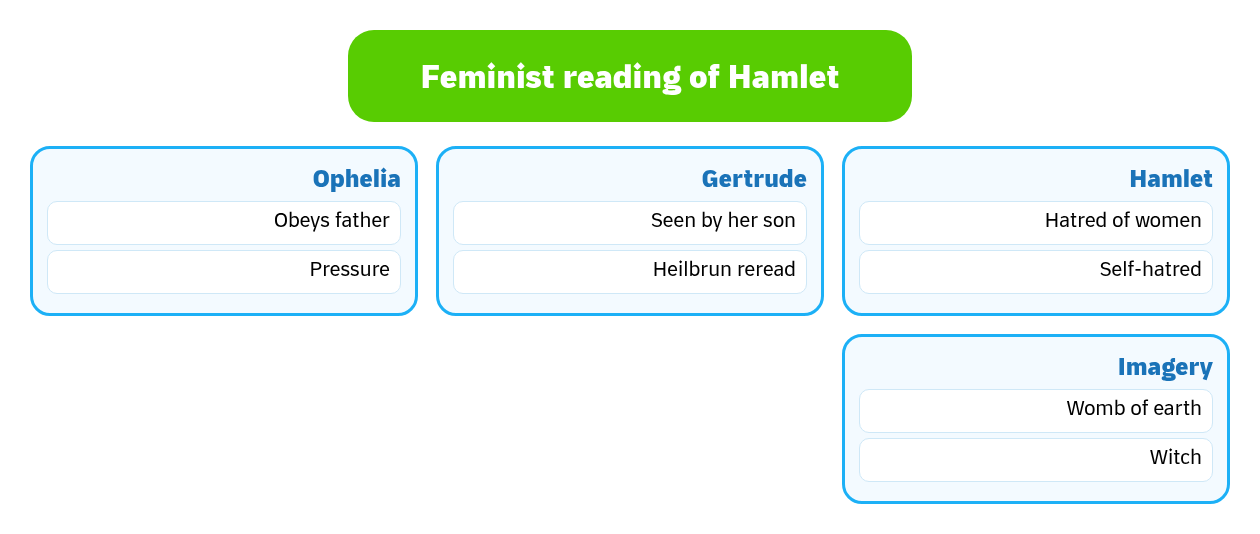 Feminist reading of Hamlet
Ophelia
Obeys father
Pressure
Gertrude
Seen by her son
Heilbrun reread
Hamlet
Hatred of women
Self-hatred
Imagery
Womb of earth
Witch